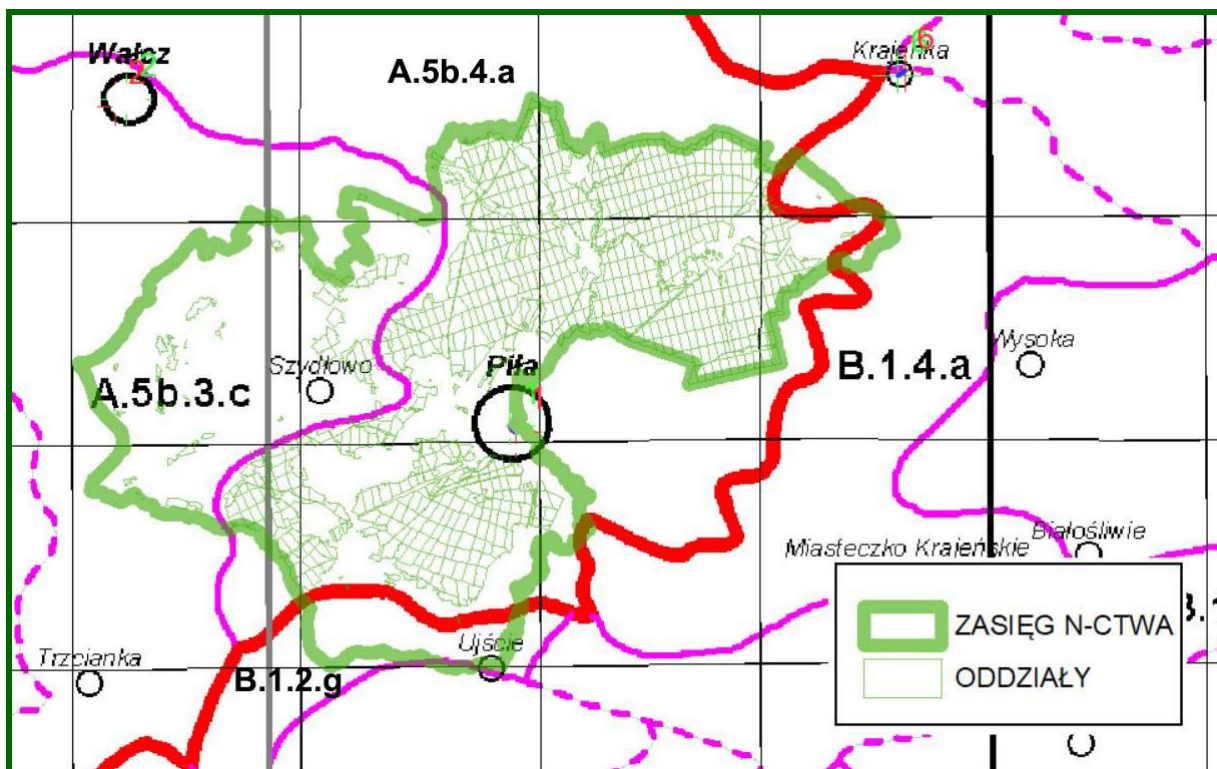 Wałcz
A.5b.4.a
Krajenka
Szydłowo
Piła
Wysoka
B.1.4.a
A.5b.3.c
Białośliwie
Miasteczko Krajeńskie
ZASIĘG N-CTWA
ODDZIAŁY
Ujście
Trzcianka
B.1.2.g